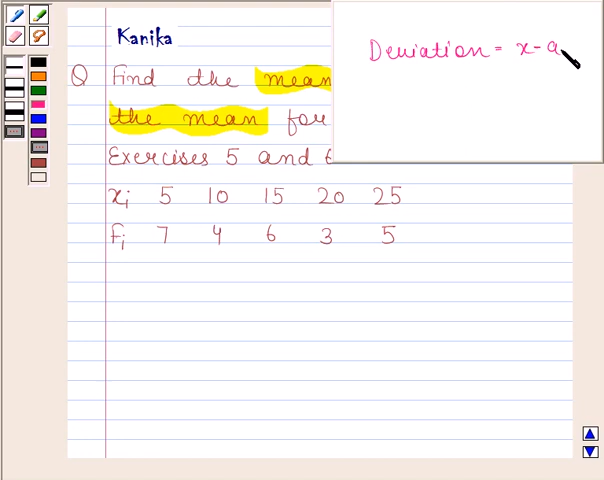 Kanika
Deviation = x - a
Q Find the mean
the mean for
Exercises 5 and 6
xi 5 10 15 20 25
fi 7 4 6 3 5